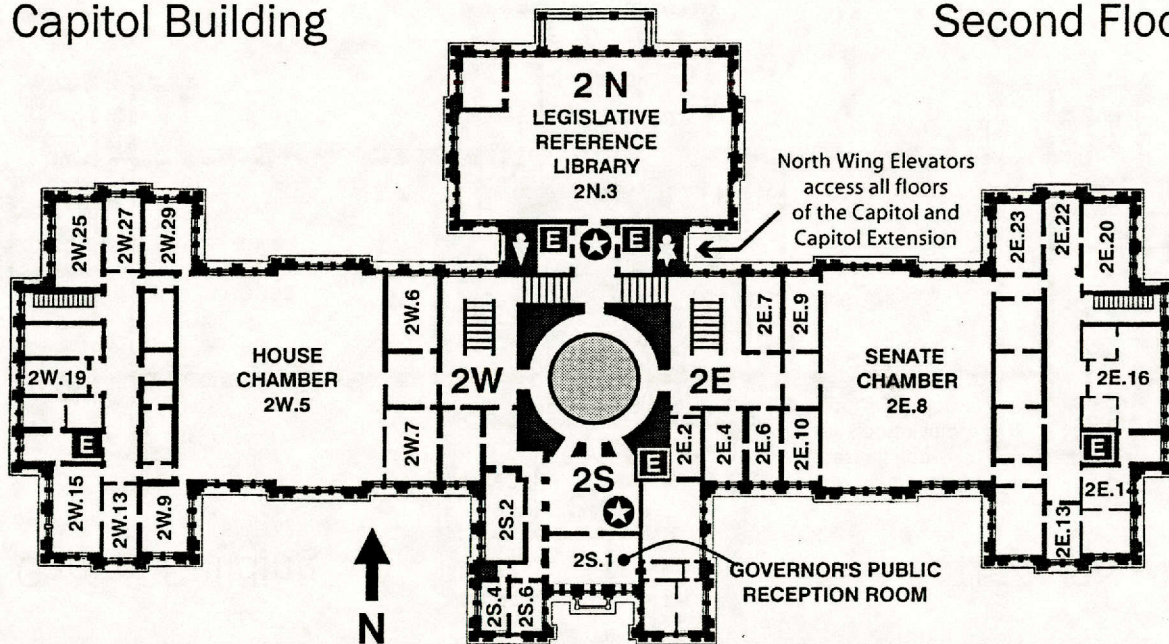 Capitol Building
Second Floo
2 N
LEGISLATIVE
REFERENCE
LIBRARY
2N.3
North Wing Elevators
access all floors
of the Capitol and
Capitol Extension
E
E
2W.25
2W.27
2W.29
2E.23
2E.22
2E.20
2W.6
2E.7
2E.9
HOUSE
CHAMBER
2W.5
2W
2E
SENATE
CHAMBER
2E.8
2W.19
2E.16
2W.7
2E.2
2E.4
2E.6
2E.10
E
E
E
2S
2W.15
2W.13
2W.9
2S.2
2E.13
2E.1
2S.1
GOVERNOR'S PUBLIC
RECEPTION ROOM
2S.4
2S.6
N